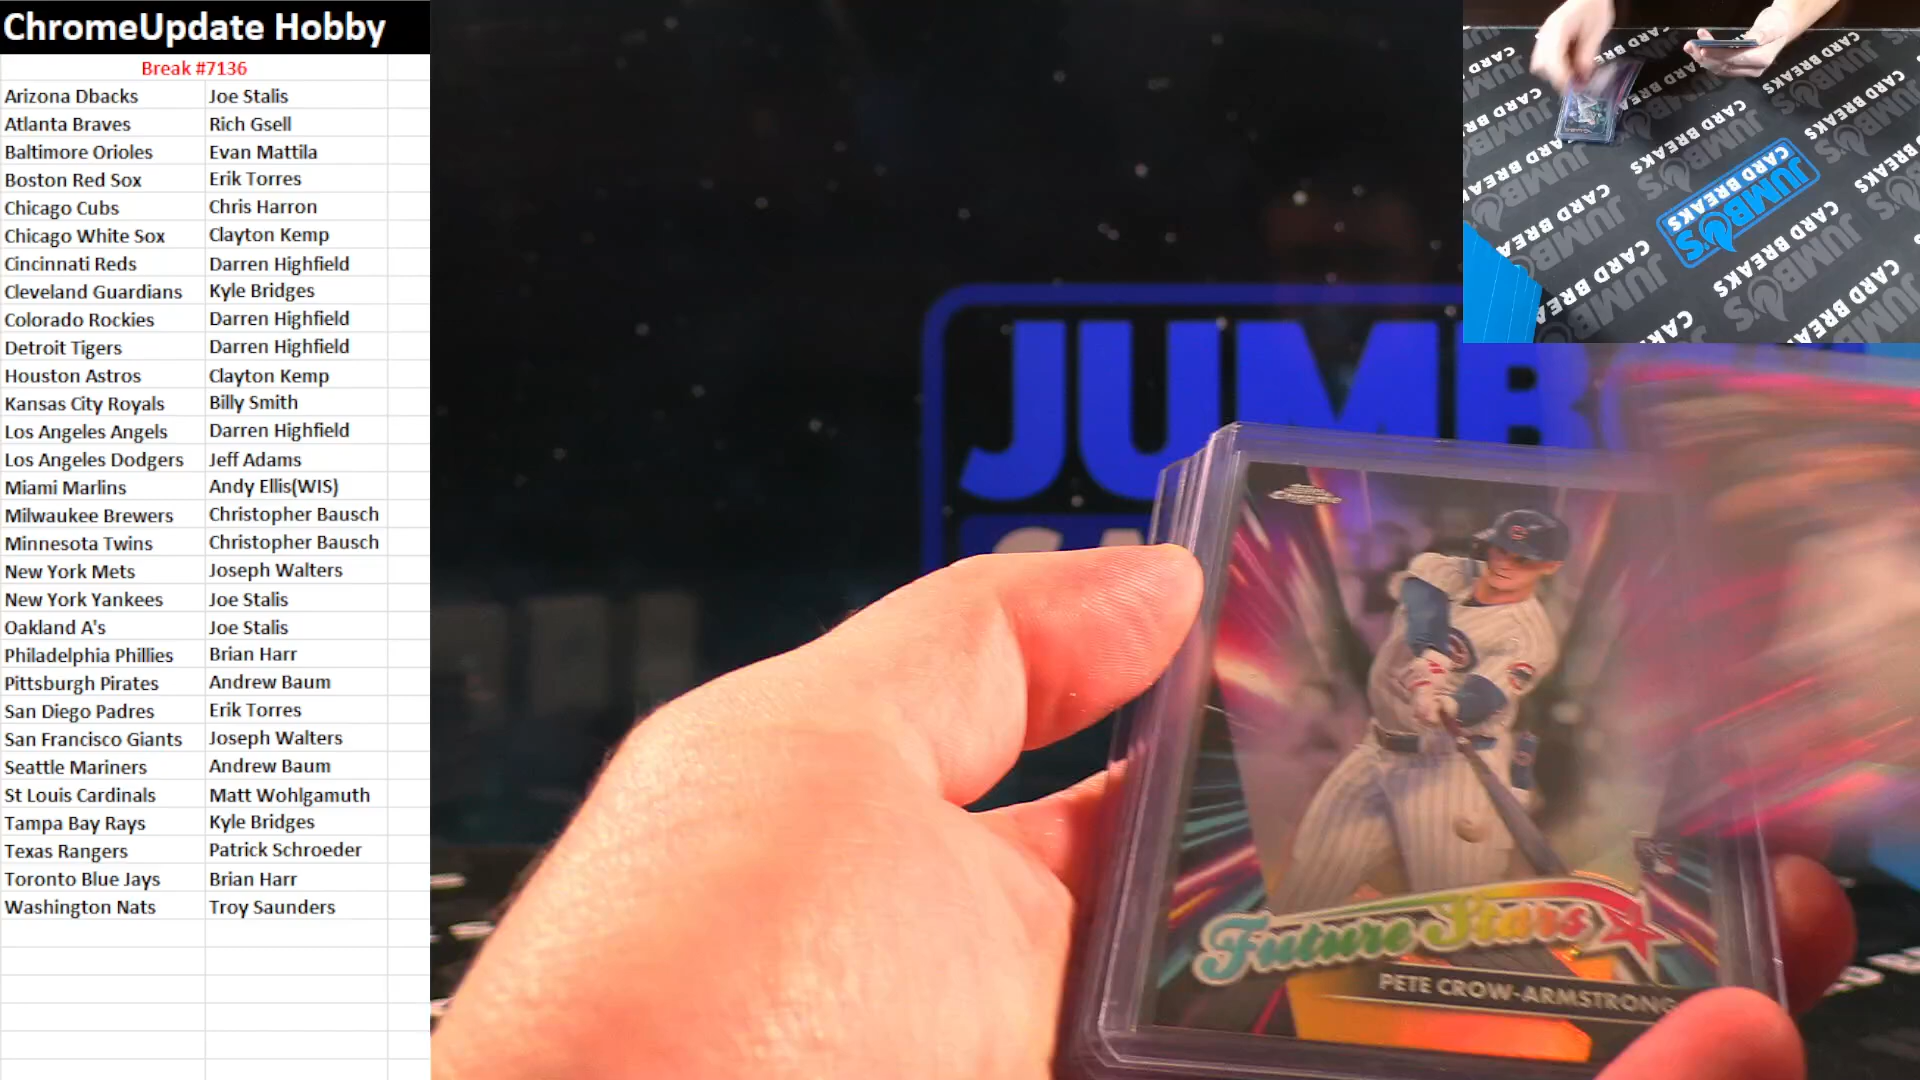 ChromeUpdate Hobby
Break #7136
Arizona Dbacks Joe Stalis
Atlanta Braves Rich Gsell
Baltimore Orioles Evan Mattila
Boston Red Sox Erik Torres
Chicago Cubs Chris Harron
Chicago White Sox Clayton Kemp
Cincinnati Reds Darren Highfield
Cleveland Guardians Kyle Bridges
Colorado Rockies Darren Highfield
Detroit Tigers Darren Highfield
Houston Astros Clayton Kemp
Kansas City Royals Billy Smith
Los Angeles Angels Darren Highfield
Los Angeles Dodgers Jeff Adams
Miami Marlins Andy Ellis(WIS)
Milwaukee Brewers Christopher Bausch
Minnesota Twins Christopher Bausch
New York Mets Joseph Walters
New York Yankees Joe Stalis
Oakland A's Joe Stalis
Philadelphia Phillies Brian Harr
Pittsburgh Pirates Andrew Baum
San Diego Padres Erik Torres
San Francisco Giants Joseph Walters
Seattle Mariners Andrew Baum
St Louis Cardinals Matt Wohlgamuth
Tampa Bay Rays Kyle Bridges
Texas Rangers Patrick Schroeder
Toronto Blue Jays Brian Harr
Washington Nats Troy Saunders
JUMBO'S
CARD BREAKS
JUMB
Future Stars
RC
PETE CROW-ARMSTRONG